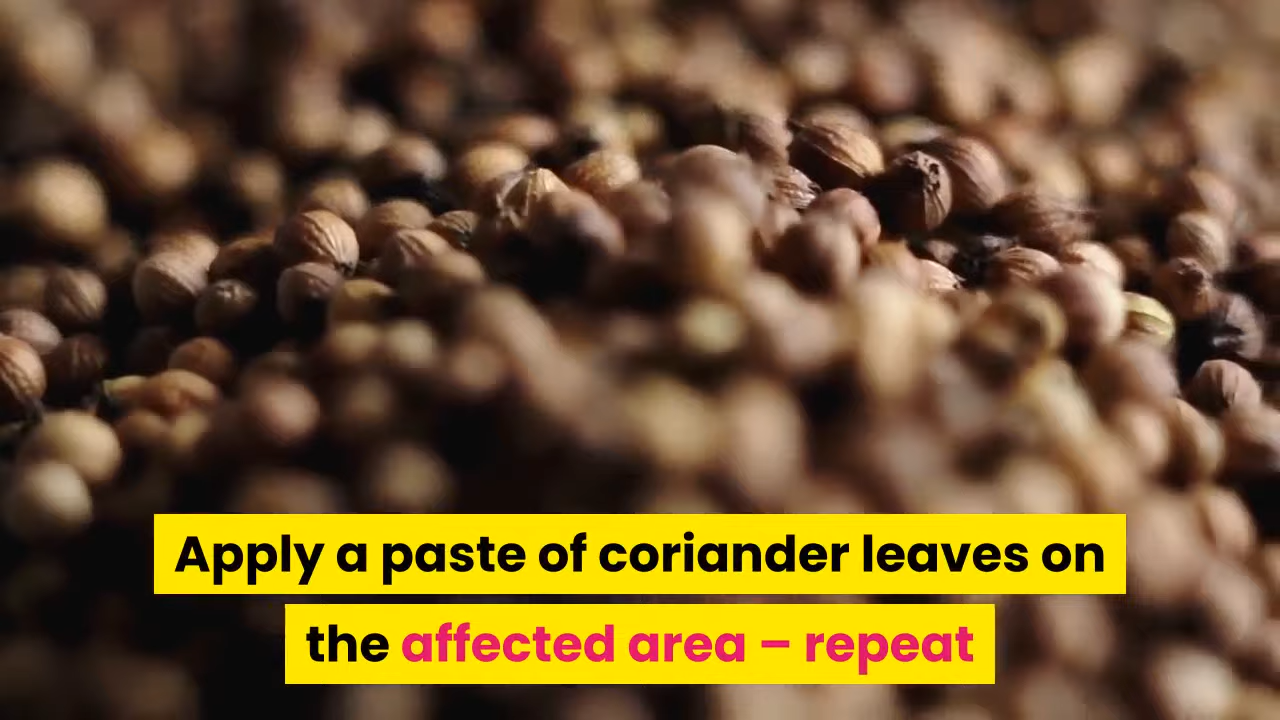 Apply a paste of coriander leaves on
the affected area – repeat